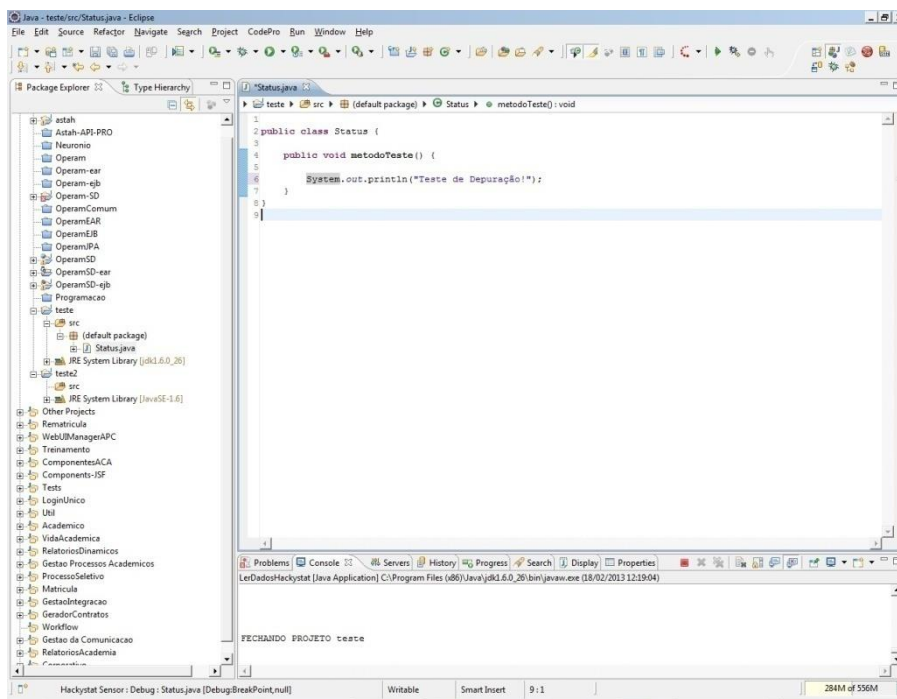 Java - teste/src/Status.java - Eclipse
File Edit Source Refactor Navigate Search Project CodePro Run Window Help
Package Explorer Type Hierarchy
astah
Astah-API-PRO
Neuronio
Operam
Operam-ear
Operam-ejb
Operam-SD
OperamComum
OperamEAR
OperamEJB
OperamJPA
OperamSD
OperamSD-ear
OperamSD-ejb
Programacao
teste
src
(default package)
Status.java
JRE System Library [jdk1.6.0_26]
teste2
src
JRE System Library [JavaSE-1.6]
Other Projects
Rematricula
WebUIManagerAPC
Treinamento
ComponentesACA
Components-JSF
Tests
LoginUnico
Util
Academico
VidaAcademica
RelatoriosDinamicos
Gestao Processos Academicos
ProcessoSeletivo
Matricula
GestaoIntegracao
GeradorContratos
Workflow
Gestao da Comunicacao
RelatoriosAcademia
Corporativo
*Status.java
teste src (default package) Status metodoTeste() : void
1
2 public class Status {
3
4 public void metodoTeste() {
5
6 System.out.println("Teste de Depuração!");
7 }
8 }
9
Problems Console Servers History Progress Search Display Properties
LerDadosHackystat [Java Application] C:\Program Files (x86)\Java\jdk1.6.0_26\bin\javaw.exe (18/02/2013 12:19:04)
FECHANDO PROJETO teste
Hackystat Sensor : Debug : Status.java [Debug:BreakPoint,null] Writable Smart Insert 9 : 1 284M of 556M